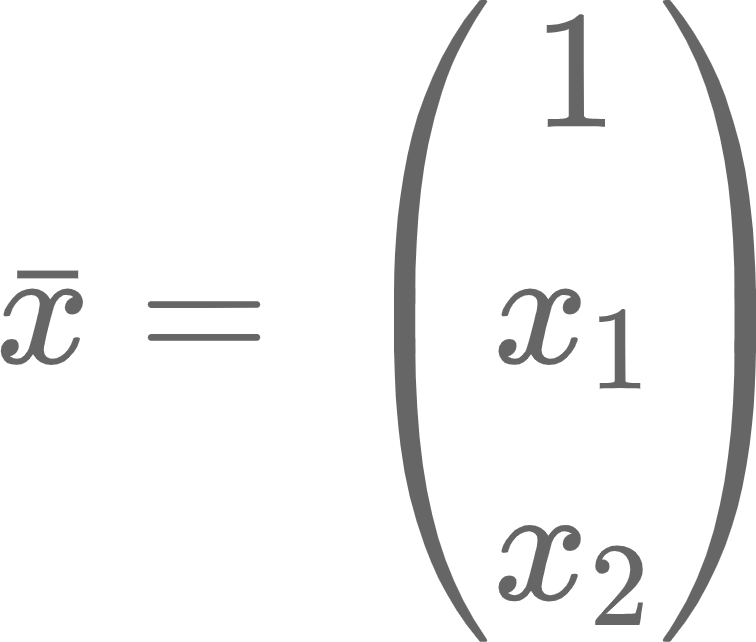 x̄ = ( 1
x₁
x₂ )